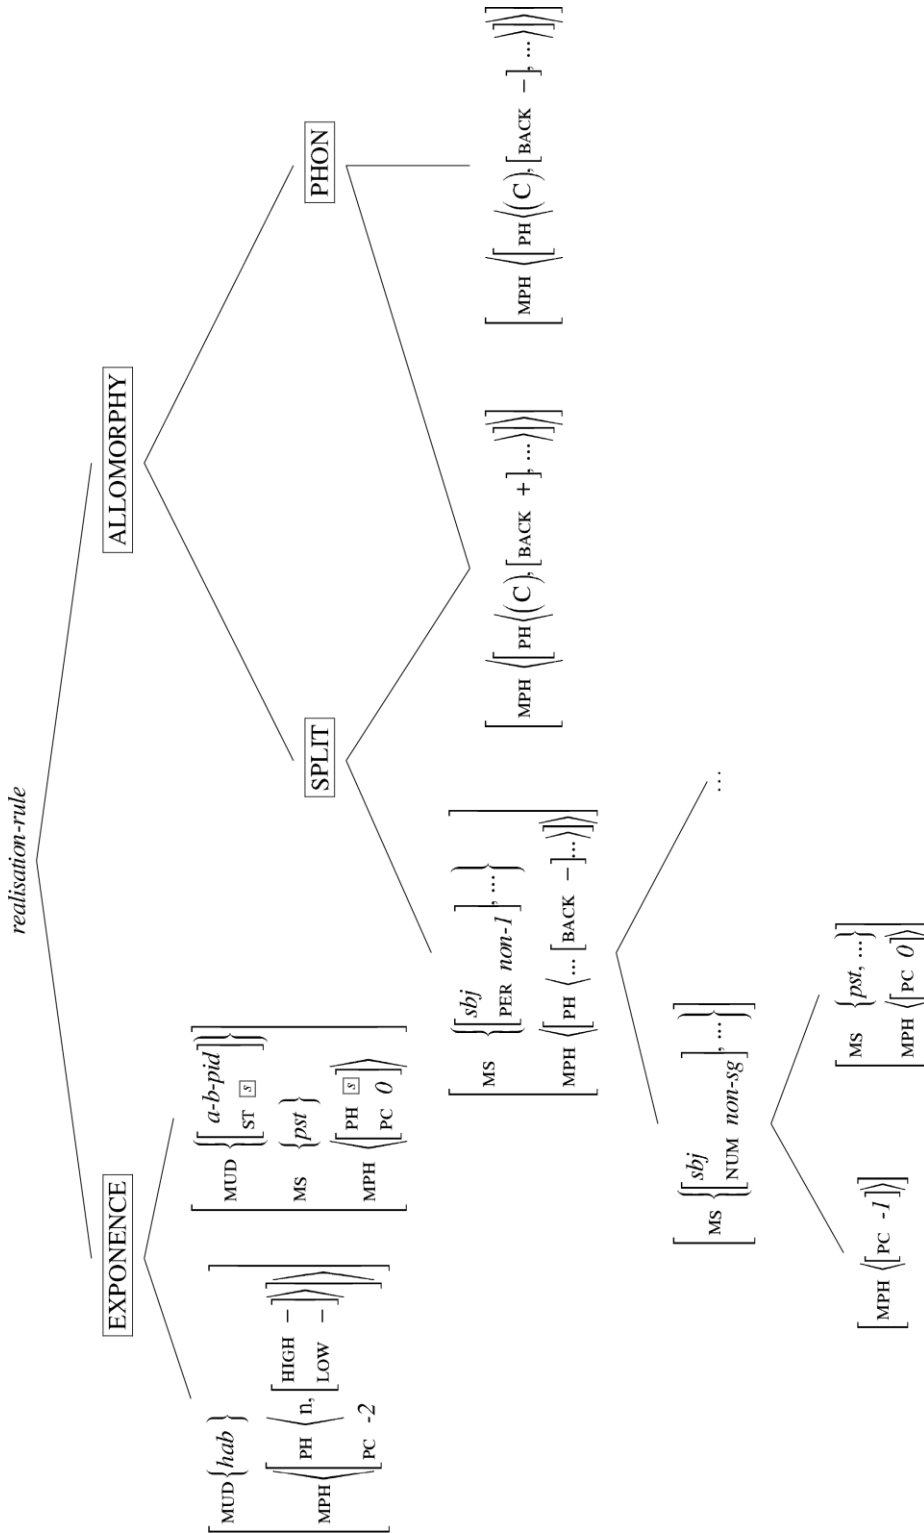 realisation-rule
EXPONENCE ALLOMORPHY
SPLIT PHON
[MUD {hab}
MPH ⟨[PH ⟨n, [HIGH −
LOW −]⟩
PC -2]⟩]
[MUD {[a-b-pid
ST [s]]}
MS {pst}
MPH ⟨[PH [s]
PC 0]⟩]
[MS {[sbj
PER non-1], ...}
MPH ⟨[PH ⟨... [BACK −] ...⟩]⟩]
[MPH ⟨[PH ⟨(C), [BACK +], ...⟩]⟩]
[MPH ⟨[PH ⟨(C), [BACK −], ...⟩]⟩]
[MS {[sbj
NUM non-sg], ...}]
...
[MPH ⟨[PC -1]⟩]
[MS {pst, ...}
MPH ⟨[PC 0]⟩]